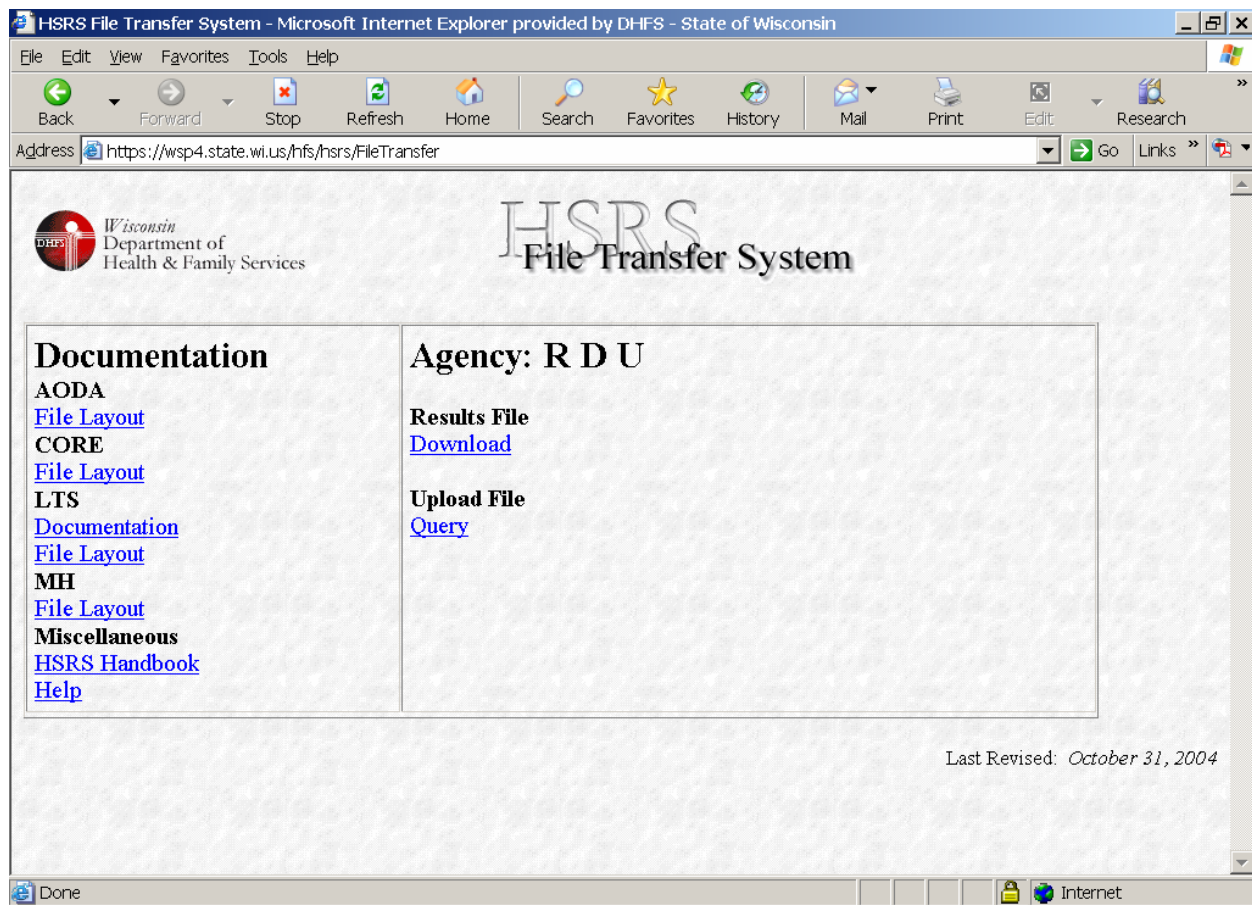 HSRS File Transfer System - Microsoft Internet Explorer provided by DHFS - State of Wisconsin
File Edit View Favorites Tools Help
Back Forward Stop Refresh Home Search Favorites History Mail Print Edit Research »
Address https://wsp4.state.wi.us/hfs/hsrs/FileTransfer Go Links »
HSRS
File Transfer System
DHFS
Wisconsin
Department of
Health & Family Services
Documentation
AODA
File Layout
CORE
File Layout
LTS
Documentation
File Layout
MH
File Layout
Miscellaneous
HSRS Handbook
Help
Agency: R D U
Results File
Download
Upload File
Query
Last Revised: October 31, 2004
Done Internet